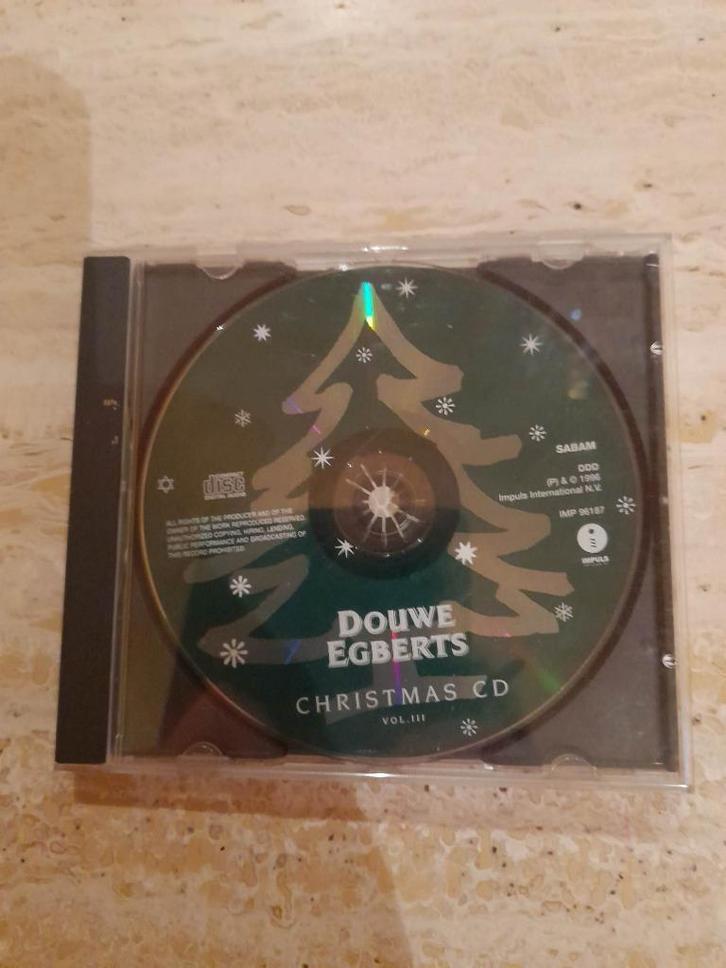 SABAM
DDD
(P) & © 1996
Impuls International N.V.
IMP 96187
IMPULS
COMPACT
disc
DIGITAL AUDIO
ALL RIGHTS OF THE PRODUCER AND OF THE
OWNER OF THE WORK REPRODUCED RESERVED.
UNAUTHORIZED COPYING, HIRING, LENDING,
PUBLIC PERFORMANCE AND BROADCASTING OF
THIS RECORD PROHIBITED.
DOUWE
EGBERTS
CHRISTMAS CD
VOL.III